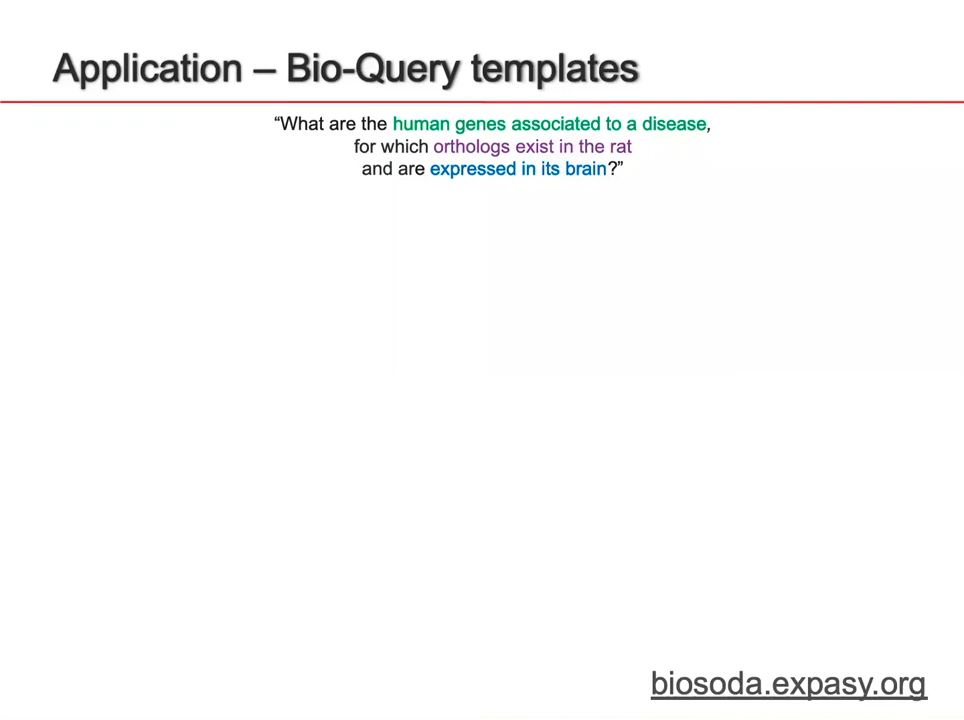 Application – Bio-Query templates
“What are the human genes associated to a disease,
for which orthologs exist in the rat
and are expressed in its brain?”
biosoda.expasy.org